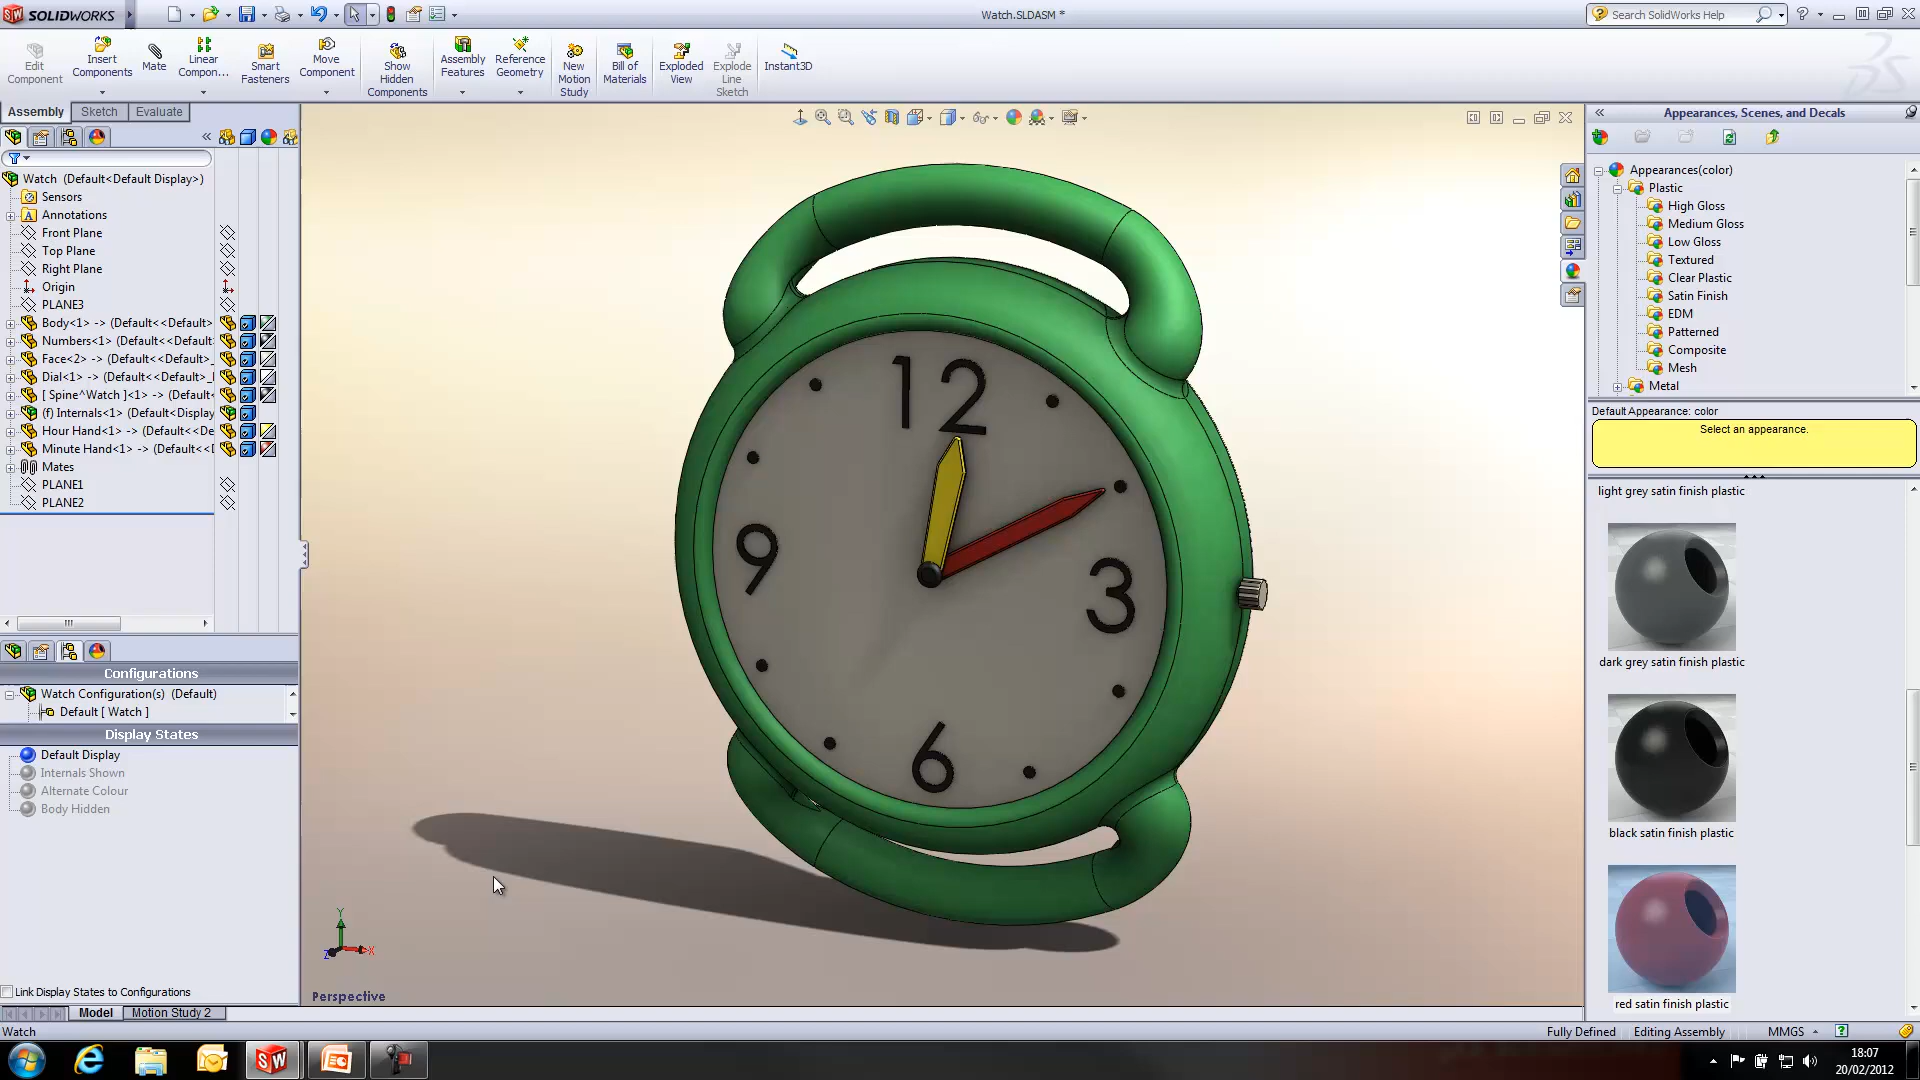 SOLIDWORKS
Watch.SLDASM *
Search SolidWorks Help
Edit Component
Insert Components
Mate
Linear Compon...
Smart Fasteners
Move Component
Show Hidden Components
Assembly Features
Reference Geometry
New Motion Study
Bill of Materials
Exploded View
Explode Line Sketch
Instant3D
Assembly
Sketch
Evaluate
Watch (Default<Default Display>)
Sensors
Annotations
Front Plane
Top Plane
Right Plane
Origin
PLANE3
Body<1> -> (Default<<Default>
Numbers<1> -> (Default<<Def
Face<2> -> (Default<<Default>_
Dial<1> -> (Default<<Default>_
[ Spine^Watch ]<1> -> (Default<
(f) Internals<1> (Default<Display
Hour Hand<1> -> (Default<<De
Minute Hand<1> -> (Default<<
Mates
PLANE1
PLANE2
Configurations
Watch Configuration(s) (Default)
Default [ Watch ]
Display States
Default Display
Internals Shown
Alternate Colour
Body Hidden
Link Display States to Configurations
Model
Motion Study 2
Watch
12
9
3
6
Y
X
Z
Perspective
Appearances, Scenes, and Decals
Appearances(color)
Plastic
High Gloss
Medium Gloss
Low Gloss
Textured
Clear Plastic
Satin Finish
EDM
Patterned
Composite
Mesh
Metal
Default Appearance: color
Select an appearance.
light grey satin finish plastic
dark grey satin finish plastic
black satin finish plastic
red satin finish plastic
Fully Defined
Editing Assembly
MMGS
18:07
20/02/2012